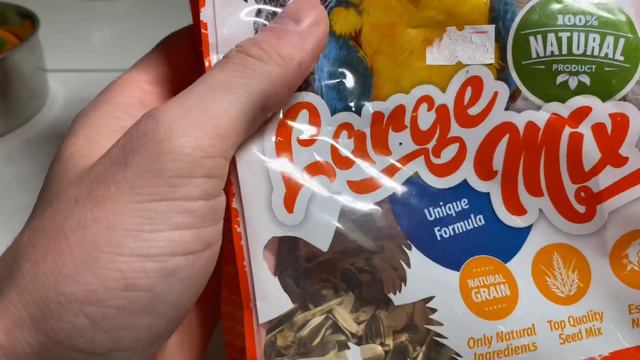 100%
NATURAL
PRODUCT
Large Mix
Unique
Formula
NATURAL
GRAIN
Only Natural
Ingredients
Top Quality
Seed Mix